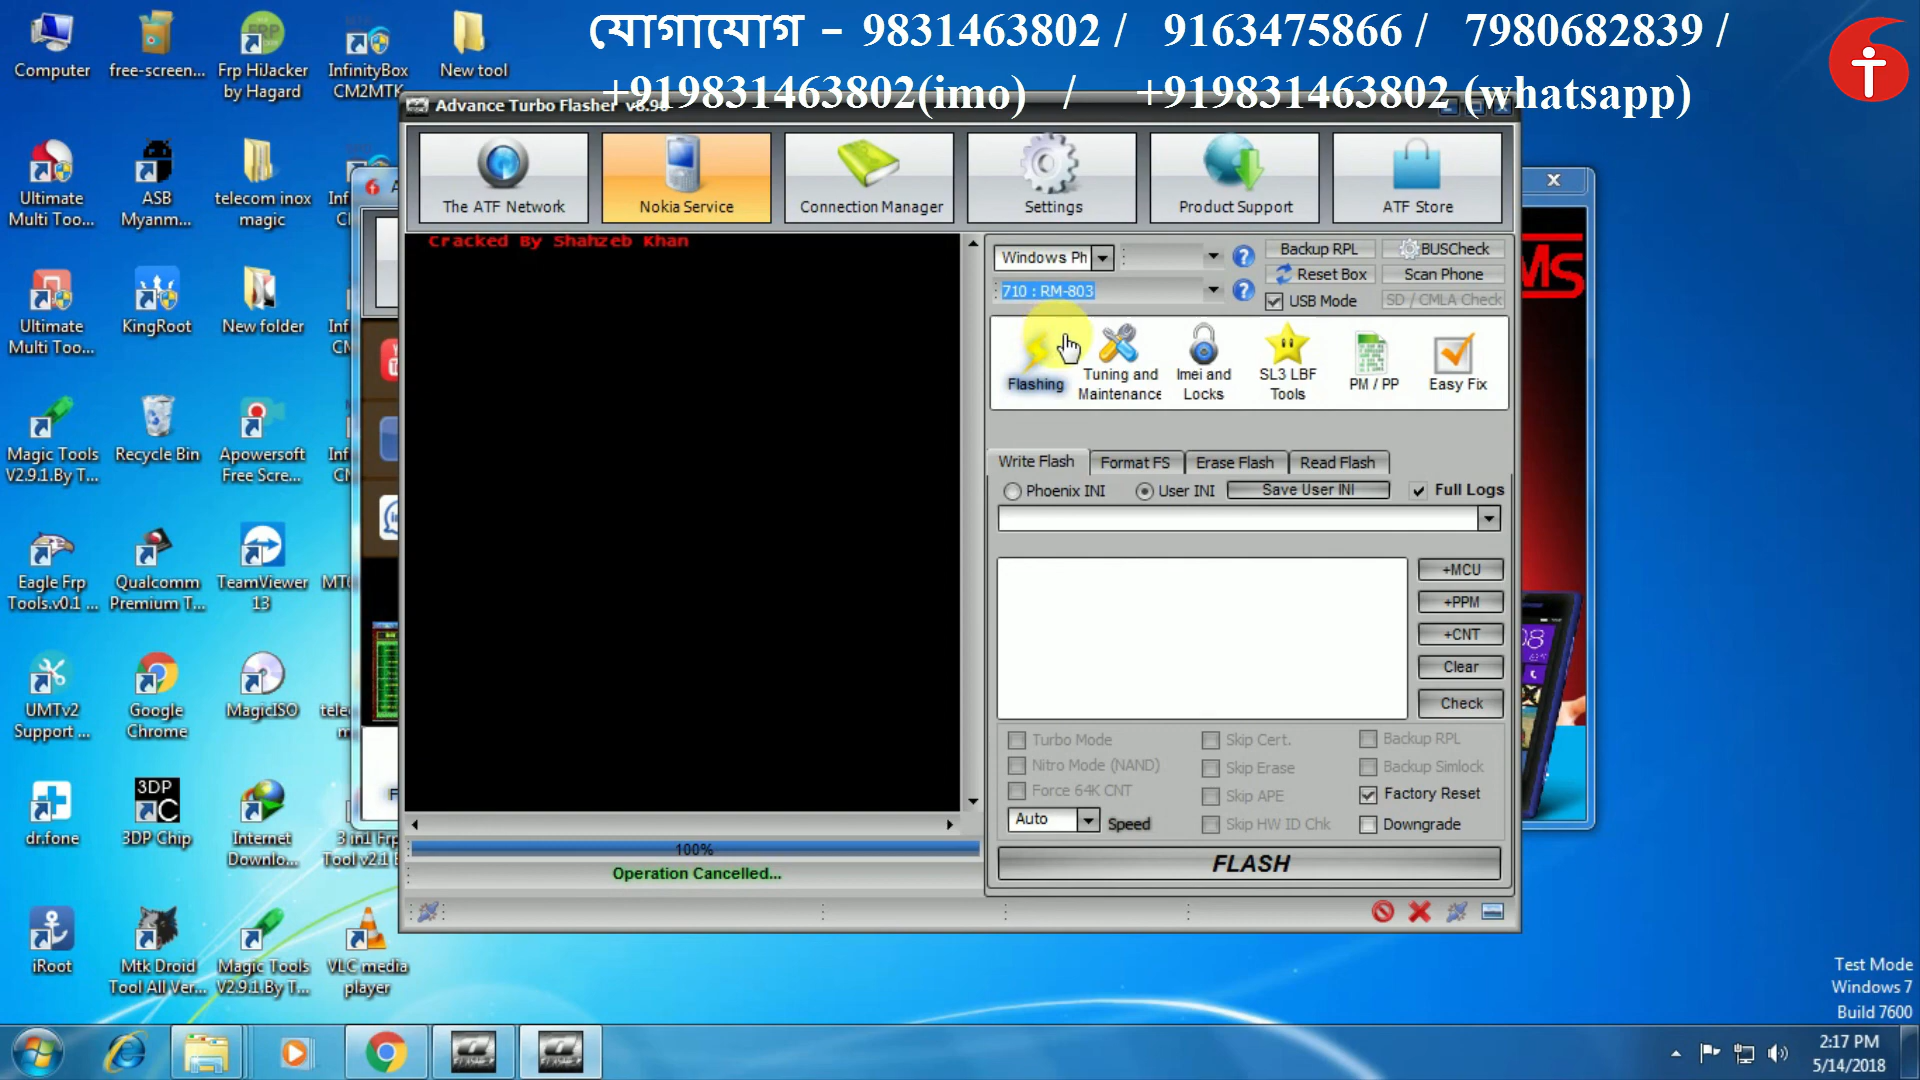 যোগাযোগ – 9831463802 / 9163475866 / 7980682839 /
+919831463802(imo) / +919831463802 (whatsapp)
Computer
free-screen...
Frp HiJacker
by Hagard
InfinityBox
CM2MTK
New tool
Ultimate
Multi Too...
ASB
Myanm...
telecom inox
magic
Ultimate
Multi Too...
KingRoot
New folder
Magic Tools
V2.9.1.By T...
Recycle Bin
Apowersoft
Free Scre...
Eagle Frp
Tools.v0.1 ...
Qualcomm
Premium T...
TeamViewer
13
UMTv2
Support ...
Google
Chrome
MagicISO
dr.fone
3DP Chip
Internet
Downlo...
3 in1 Frp
Tool v2.1
iRoot
Mtk Droid
Tool All Ver...
Magic Tools
V2.9.1.By T...
VLC media
player
Advance Turbo Flasher v8.90
The ATF Network
Nokia Service
Connection Manager
Settings
Product Support
ATF Store
Cracked By Shahzeb Khan
Windows Ph
Backup RPL
BUSCheck
Reset Box
Scan Phone
710 : RM-803
USB Mode
SD / CMLA Check
Flashing
Tuning and
Maintenance
Imei and
Locks
SL3 LBF
Tools
PM / PP
Easy Fix
Write Flash
Format FS
Erase Flash
Read Flash
Phoenix INI
User INI
Save User INI
Full Logs
+MCU
+PPM
+CNT
Clear
Check
Turbo Mode
Skip Cert.
Backup RPL
Nitro Mode (NAND)
Skip Erase
Backup Simlock
Force 64K CNT
Skip APE
Factory Reset
Auto
Speed
Skip HW ID Chk
Downgrade
FLASH
100%
Operation Cancelled...
Test Mode
Windows 7
Build 7600
2:17 PM
5/14/2018